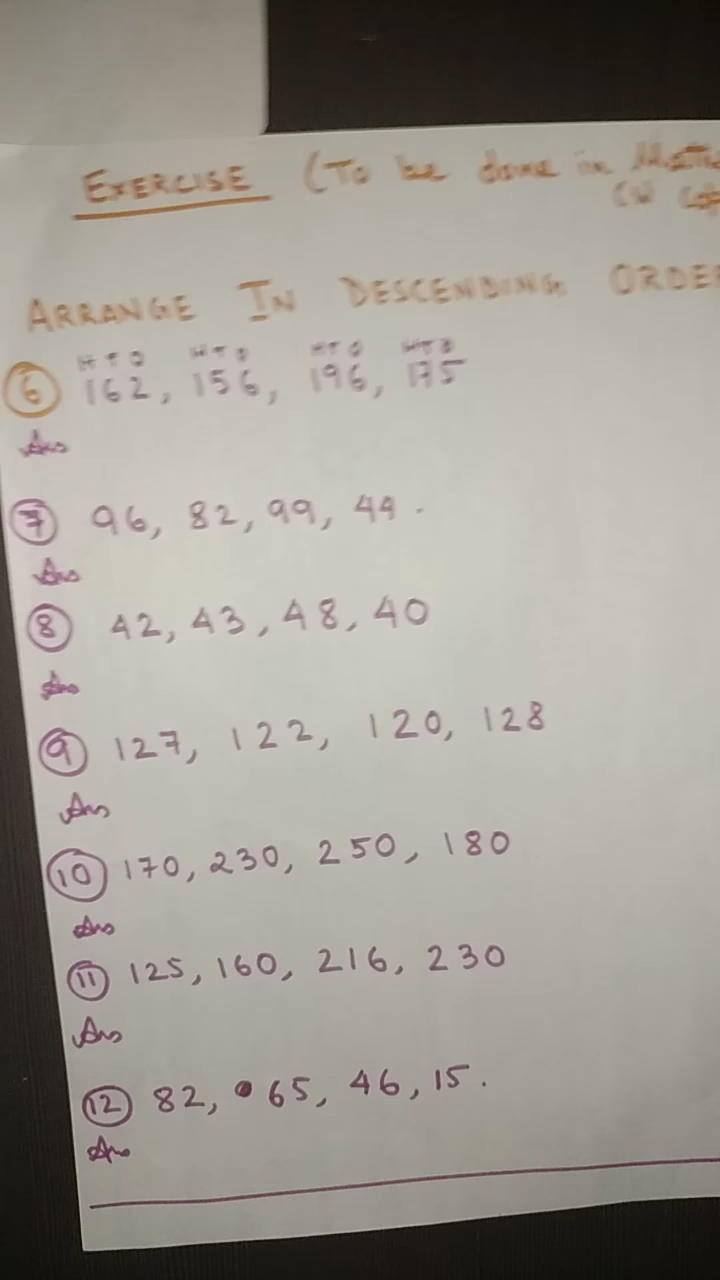 EXERCISE (To be done in
CW
ARRANGE IN DESCENDING ORDER
H T O H T O H T O H T O
6 162, 156, 196, 175
Ans
7 96, 82, 99, 44.
Ans
8 42, 43, 48, 40
Ans
9 127, 122, 120, 128
Ans
10 170, 230, 250, 180
Ans
11 125, 160, 216, 230
Ans
12 82, 65, 46, 15.
Ans